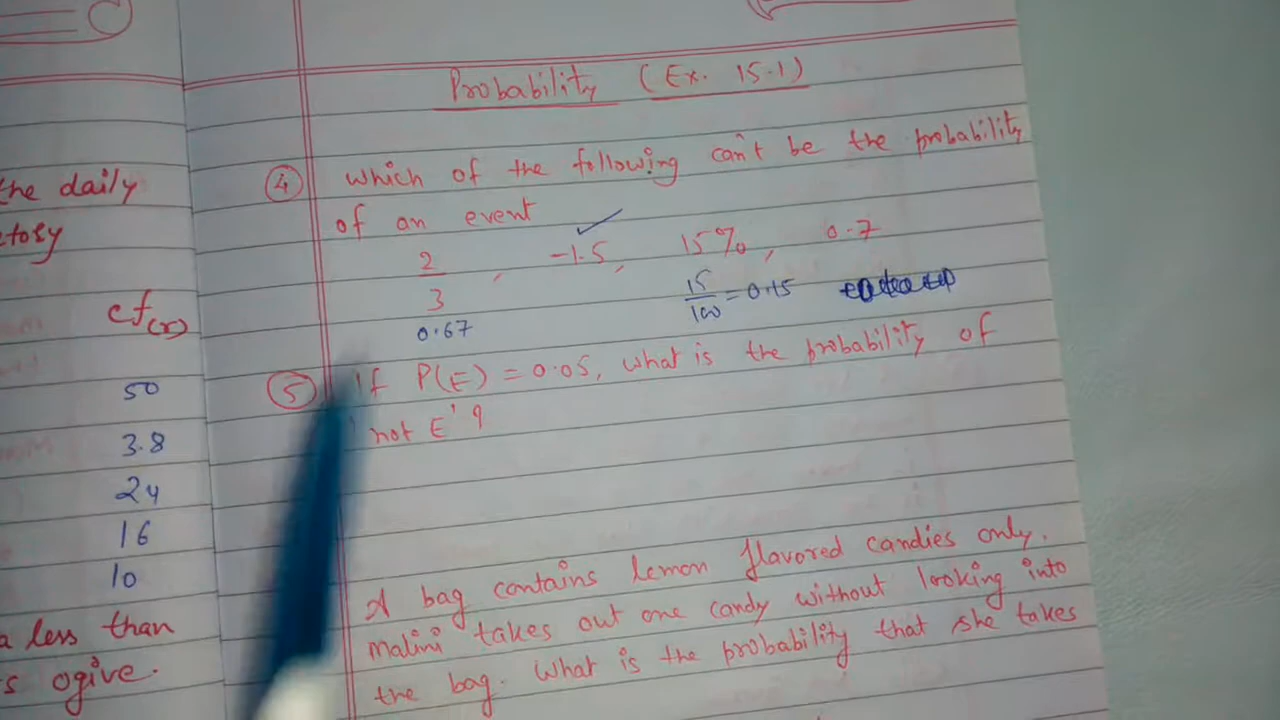 the daily
cf(x)
50
3.8
24
16
10
less than
ogive.
Probability (Ex. 15.1)
4 which of the following can't be the probability
of an event
2/3, -1.5, 15%, 0.7
0.67 15/100 = 0.15
5 If P(E) = 0.05, what is the probability of
'not E' ?
A bag contains lemon flavored candies only.
malini takes out one candy without looking into
the bag. What is the probability that she takes